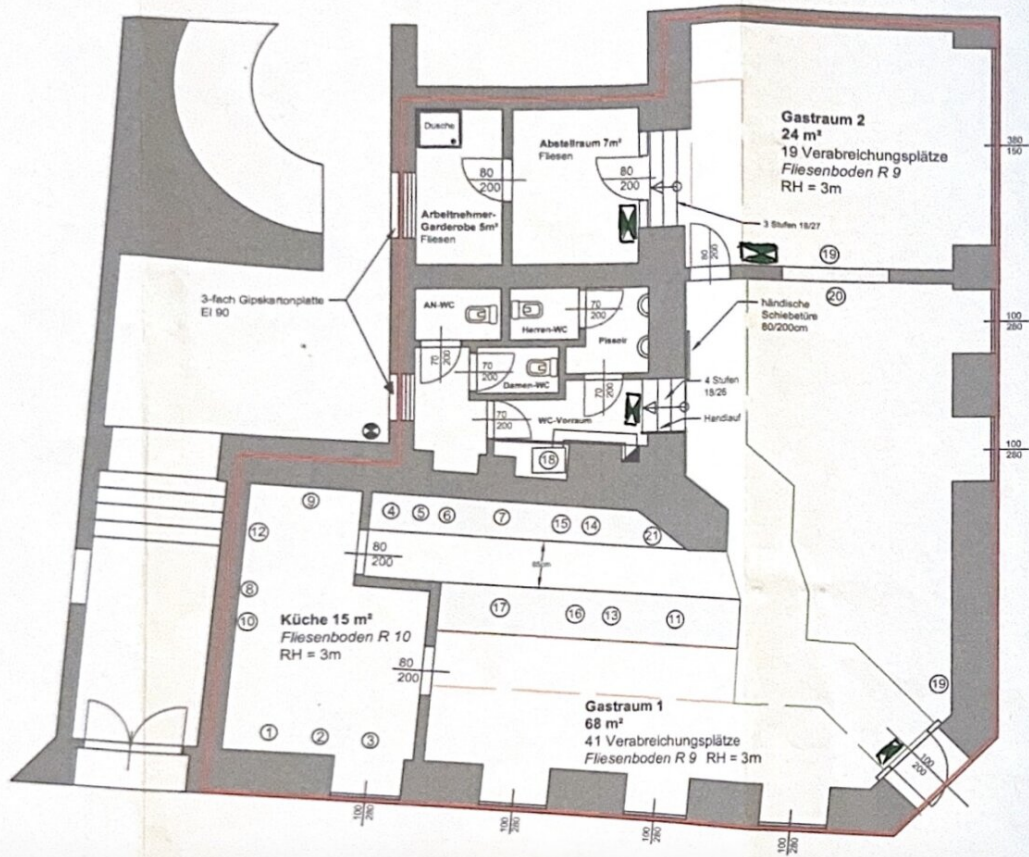 Dusche
Abstellraum 7m²
Fliesen
80
200
80
200
Arbeitnehmer-
Garderobe 5m²
Fliesen
Gastraum 2
24 m²
19 Verabreichungsplätze
Fliesenboden R 9
RH = 3m
380
150
3 Stufen 18/27
80
200
19
20
3-fach Gipskartonplatte
EI 90
AN-WC
Herren-WC
70
200
Pissoir
händische
Schiebetüre
80/200cm
100
280
70
200
70
200
Damen-WC
70
200
4 Stufen
18/26
Handlauf
70
200
WC-Vorraum
18
100
280
9
12
4
5
6
7
15
14
21
80
200
85cm
8
10
Küche 15 m²
Fliesenboden R 10
RH = 3m
17
16
13
11
80
200
19
Gastraum 1
68 m²
41 Verabreichungsplätze
Fliesenboden R 9 RH = 3m
1
2
3
100
200
100
280
100
280
100
280
100
280